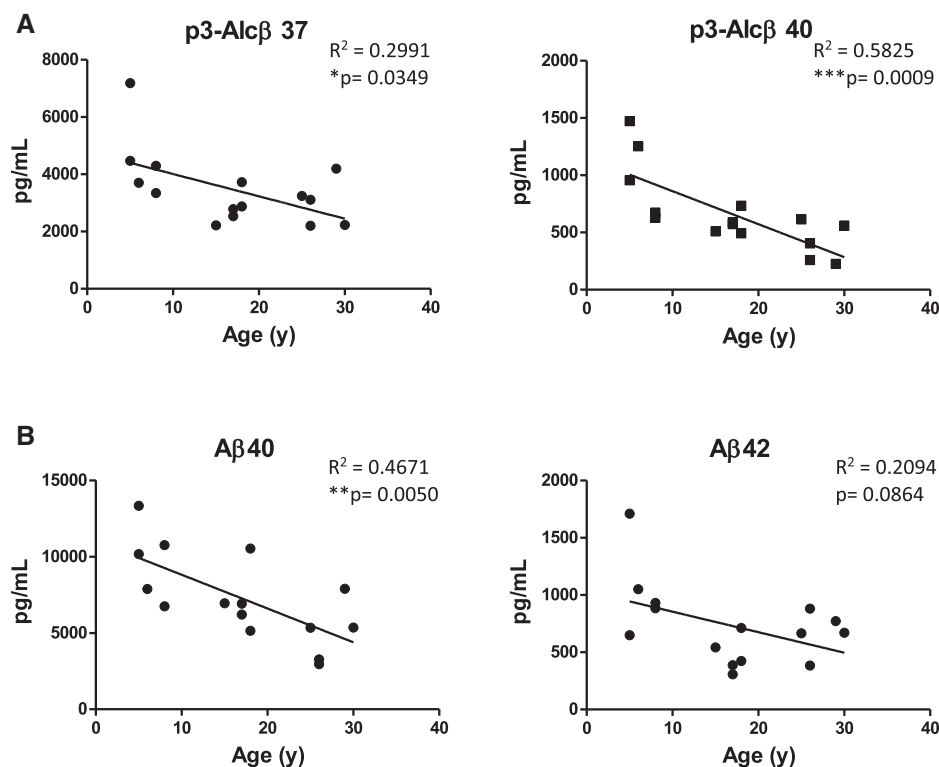 A
p3-Alcβ 37
R² = 0.2991
*p= 0.0349
8000
6000
4000
2000
0
pg/mL
0 10 20 30 40
Age (y)
p3-Alcβ 40
R² = 0.5825
***p= 0.0009
2000
1500
1000
500
0
pg/mL
0 10 20 30 40
Age (y)
B
Aβ40
R² = 0.4671
**p= 0.0050
15000
10000
5000
0
pg/mL
0 10 20 30 40
Age (y)
Aβ42
R² = 0.2094
p= 0.0864
2000
1500
1000
500
0
pg/mL
0 10 20 30 40
Age (y)